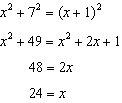 x² + 7² = (x + 1)²
x² + 49 = x² + 2x + 1
48 = 2x
24 = x